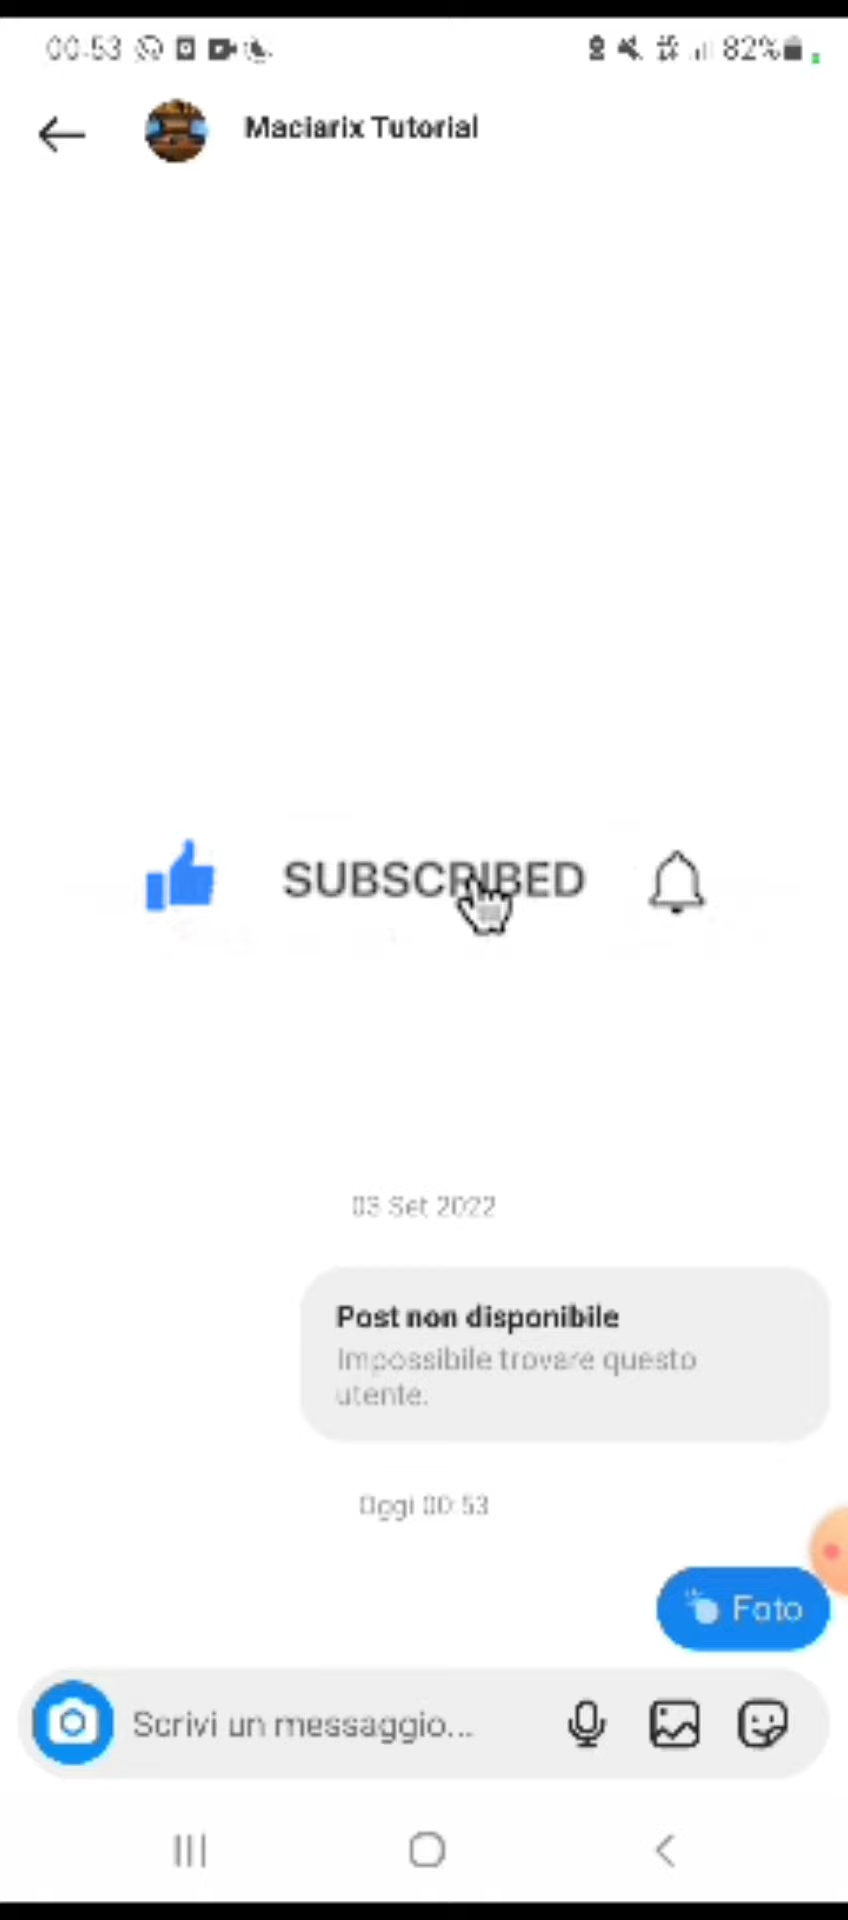 00:53
82%
Maciarix Tutorial
SUBSCRIBED
03 Set 2022
Post non disponibile
Impossibile trovare questo
utente.
Oggi 00:53
Foto
Scrivi un messaggio...